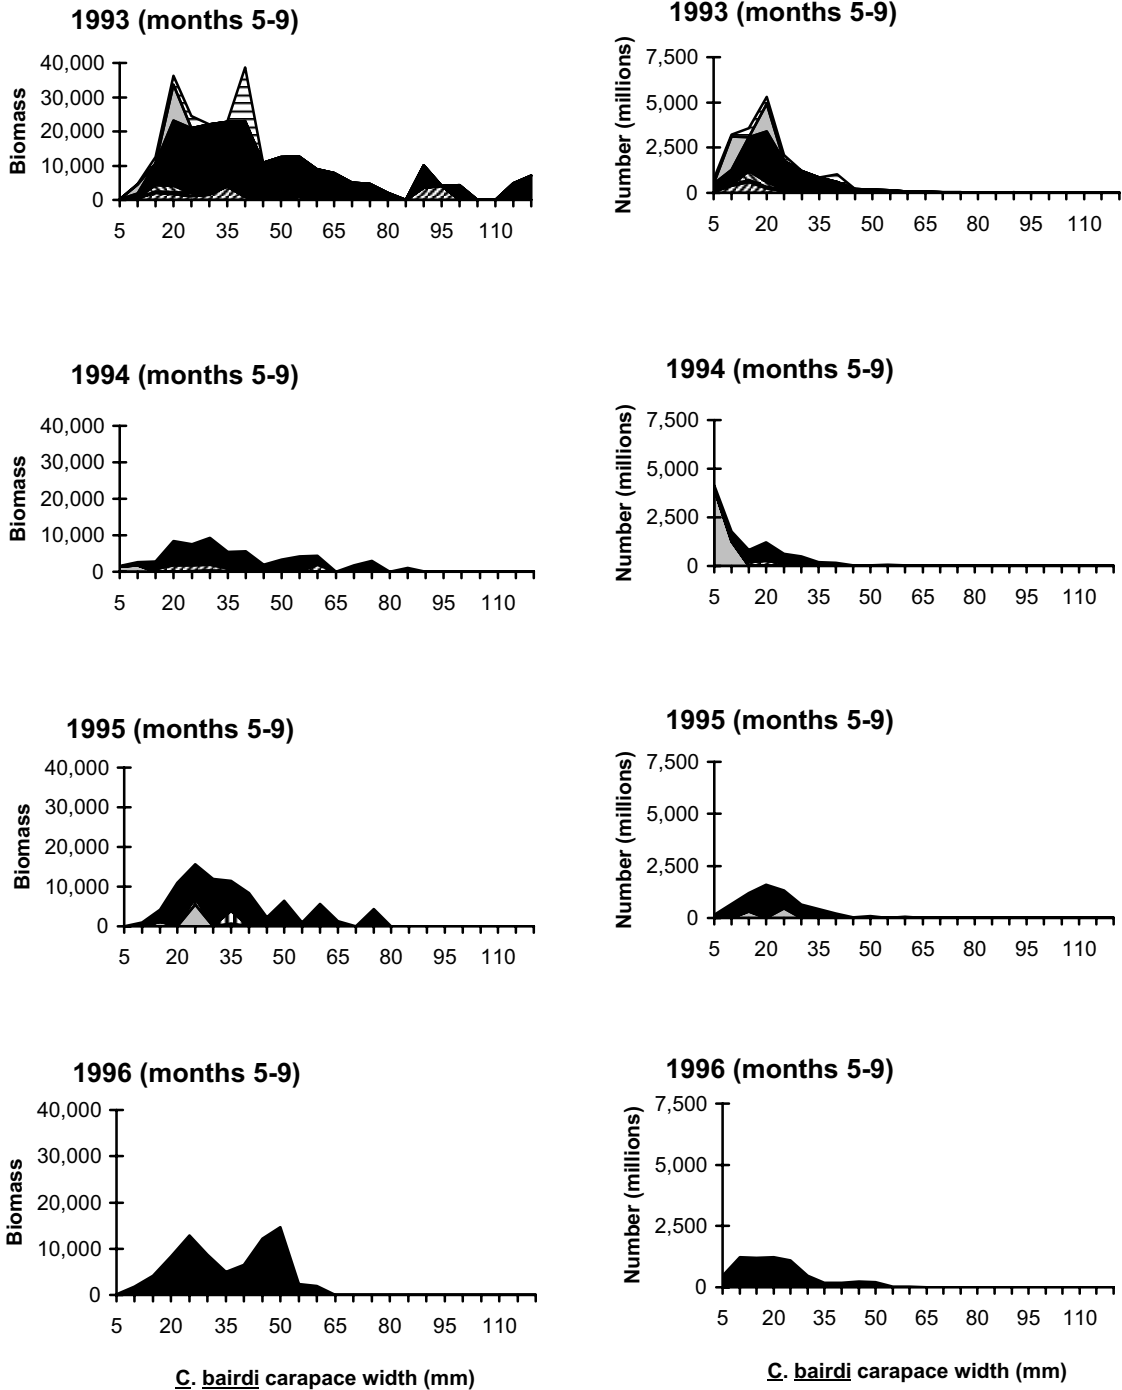 1993 (months 5-9)
Biomass
40,000
30,000
20,000
10,000
0
5 20 35 50 65 80 95 110
1993 (months 5-9)
Number (millions)
7,500
5,000
2,500
0
5 20 35 50 65 80 95 110
1994 (months 5-9)
Biomass
40,000
30,000
20,000
10,000
0
5 20 35 50 65 80 95 110
1994 (months 5-9)
Number (millions)
7,500
5,000
2,500
0
5 20 35 50 65 80 95 110
1995 (months 5-9)
Biomass
40,000
30,000
20,000
10,000
0
5 20 35 50 65 80 95 110
1995 (months 5-9)
Number (millions)
7,500
5,000
2,500
0
5 20 35 50 65 80 95 110
1996 (months 5-9)
Biomass
40,000
30,000
20,000
10,000
0
5 20 35 50 65 80 95 110
C. bairdi carapace width (mm)
1996 (months 5-9)
Number (millions)
7,500
5,000
2,500
0
5 20 35 50 65 80 95 110
C. bairdi carapace width (mm)